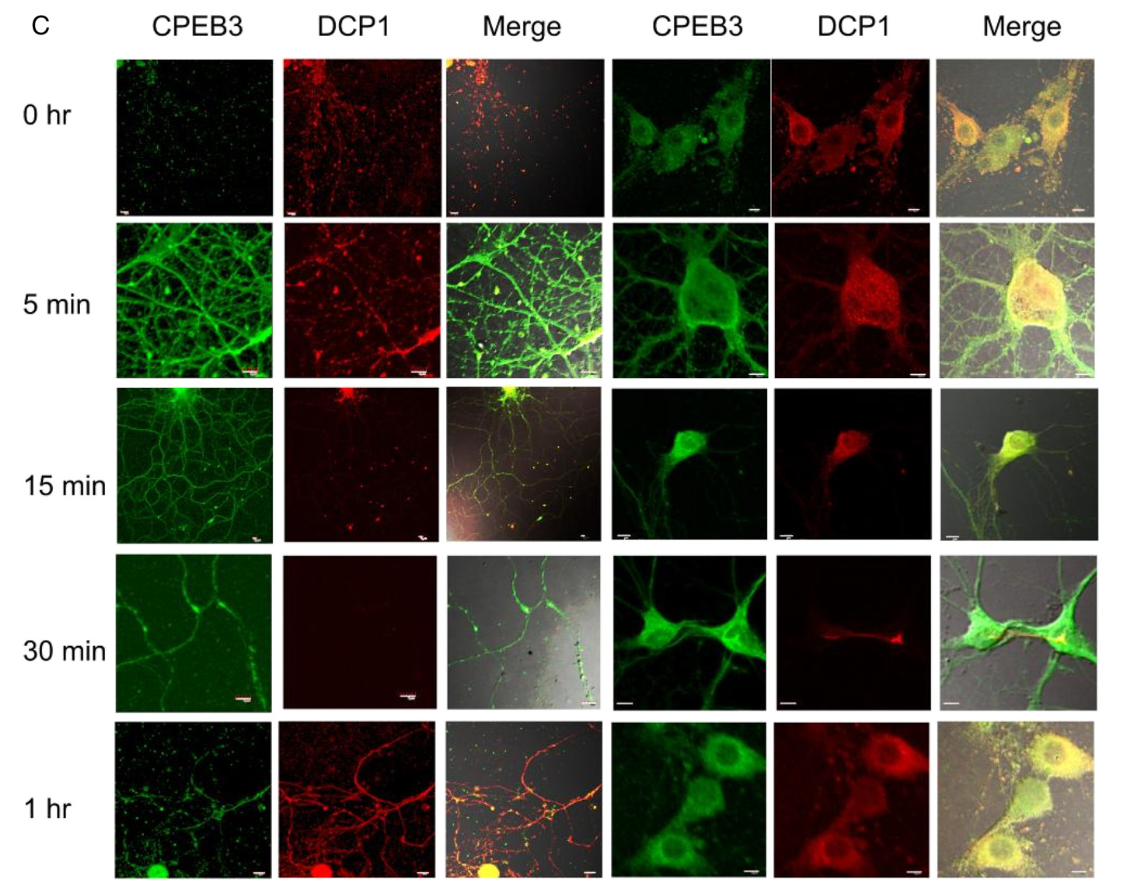 C CPEB3 DCP1 Merge CPEB3 DCP1 Merge
0 hr
5 min
15 min
30 min
1 hr